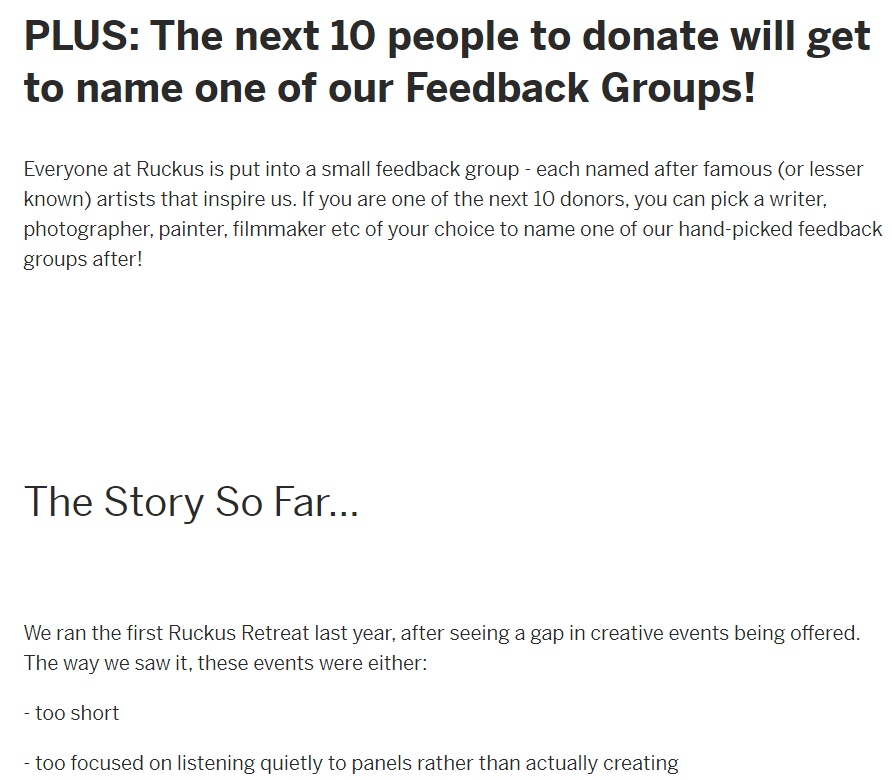 PLUS: The next 10 people to donate will get
to name one of our Feedback Groups!
Everyone at Ruckus is put into a small feedback group - each named after famous (or lesser
known) artists that inspire us. If you are one of the next 10 donors, you can pick a writer,
photographer, painter, filmmaker etc of your choice to name one of our hand-picked feedback
groups after!
The Story So Far...
We ran the first Ruckus Retreat last year, after seeing a gap in creative events being offered.
The way we saw it, these events were either:
- too short
- too focused on listening quietly to panels rather than actually creating